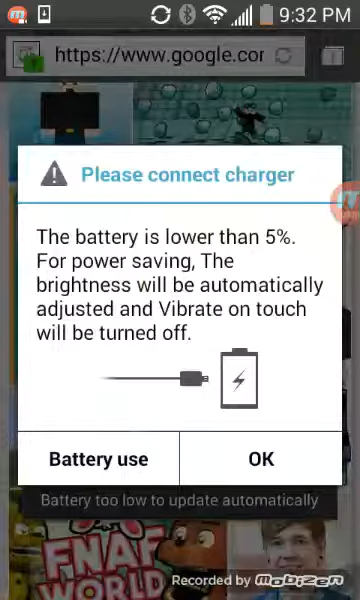 9:32 PM
https://www.google.cor
Please connect charger
The battery is lower than 5%.
For power saving, The
brightness will be automatically
adjusted and Vibrate on touch
will be turned off.
Battery use
OK
Battery too low to update automatically
FNAF
WORLD
Recorded by mobizen